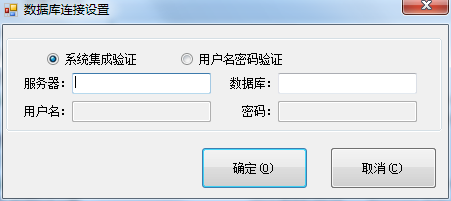 数据库连接设置
系统集成验证 用户名密码验证
服务器: 数据库:
用户名: 密码:
确定(O) 取消(C)